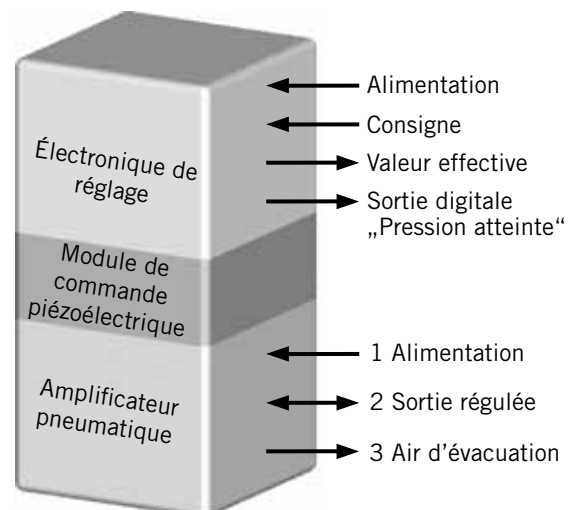 Électronique de
réglage
Module de
commande
piézoélectrique
Amplificateur
pneumatique
Alimentation
Consigne
Valeur effective
Sortie digitale
„Pression atteinte“
1 Alimentation
2 Sortie régulée
3 Air d’évacuation